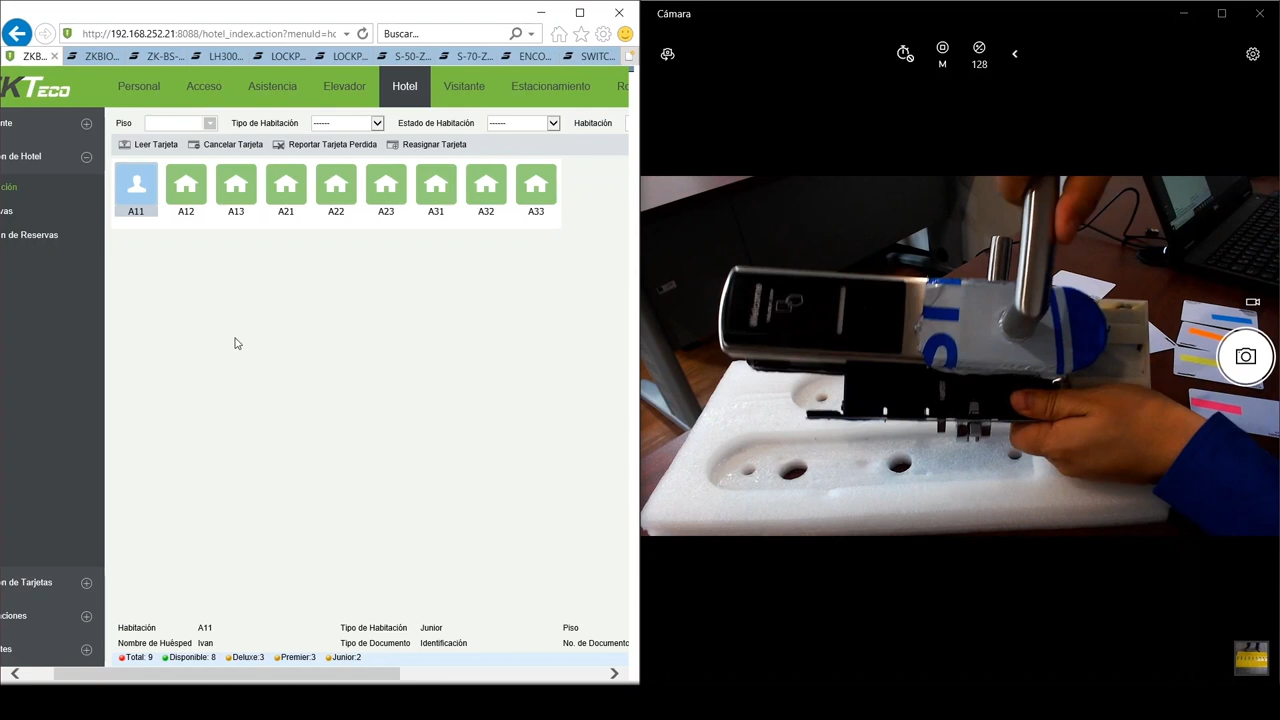 http://192.168.252.21:8088/hotel_index.action?menuId=hc
Buscar...
ZKB...
ZKBIO...
ZK-BS-...
LH300...
LOCKP...
LOCKP...
S-50-Z...
S-70-Z...
ENCO...
SWITC...
KTeco
Personal
Acceso
Asistencia
Elevador
Hotel
Visitante
Estacionamiento
Ro
nte
Piso
Tipo de Habitación
------
Estado de Habitación
------
Habitación
ón de Hotel
Leer Tarjeta
Cancelar Tarjeta
Reportar Tarjeta Perdida
Reasignar Tarjeta
ción
vas
ón de Reservas
A11
A12
A13
A21
A22
A23
A31
A32
A33
ón de Tarjetas
ciones
tes
Habitación
A11
Tipo de Habitación
Junior
Piso
Nombre de Huésped
Ivan
Tipo de Documento
Identificación
No. de Documento
Total: 9
Disponible: 8
Deluxe:3
Premier:3
Junior:2
Cámara
M
128